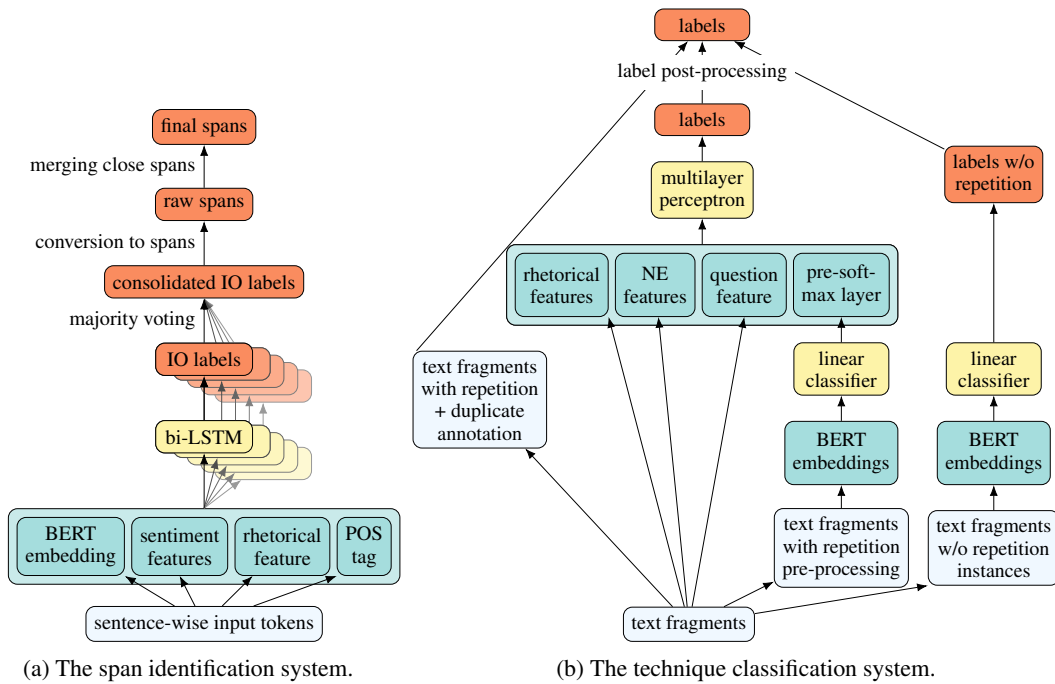 final spans
merging close spans
raw spans
conversion to spans
consolidated IO labels
majority voting
IO labels
bi-LSTM
BERT
embedding
sentiment
features
rhetorical
feature
POS
tag
sentence-wise input tokens
(a) The span identification system.
labels
label post-processing
labels
multilayer
perceptron
labels w/o
repetition
rhetorical
features
NE
features
question
feature
pre-soft-
max layer
text fragments
with repetition
+ duplicate
annotation
linear
classifier
linear
classifier
BERT
embeddings
BERT
embeddings
text fragments
with repetition
pre-processing
text fragments
w/o repetition
instances
text fragments
(b) The technique classification system.